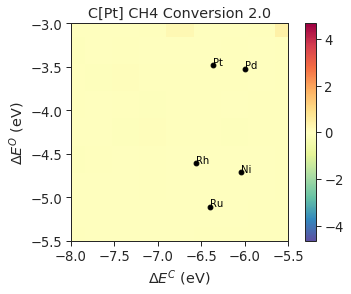 C[Pt] CH4 Conversion 2.0
−3.0
−3.5
−4.0
−4.5
−5.0
−5.5
ΔE^O (eV)
Pt
Pd
Rh
Ni
Ru
−8.0 −7.5 −7.0 −6.5 −6.0 −5.5
ΔE^C (eV)
4
2
0
−2
−4